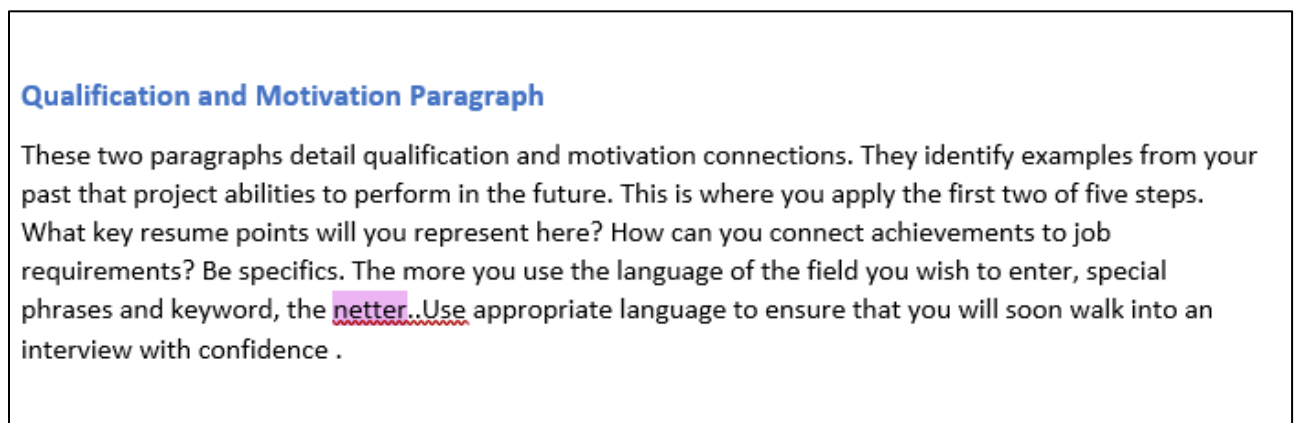 Qualification and Motivation Paragraph
These two paragraphs detail qualification and motivation connections. They identify examples from your
past that project abilities to perform in the future. This is where you apply the first two of five steps.
What key resume points will you represent here? How can you connect achievements to job
requirements? Be specifics. The more you use the language of the field you wish to enter, special
phrases and keyword, the netter..Use appropriate language to ensure that you will soon walk into an
interview with confidence .